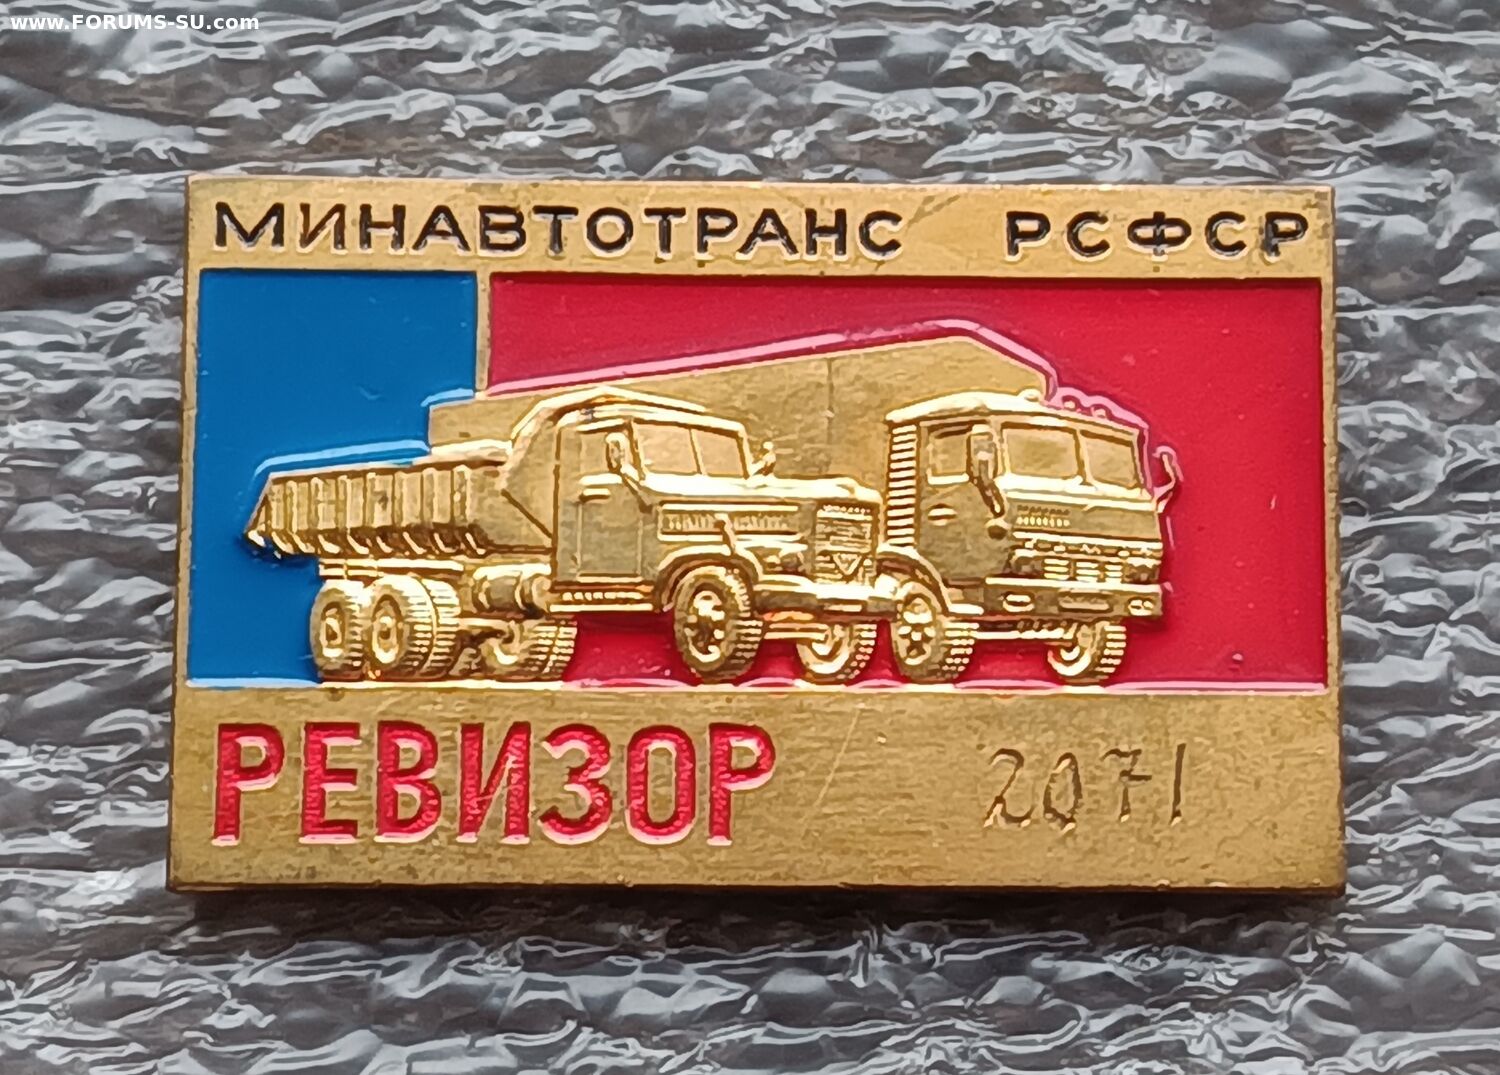 www.FORUMS-SU.com
МИНАВТОТРАНС РСФСР
РЕВИЗОР 2071